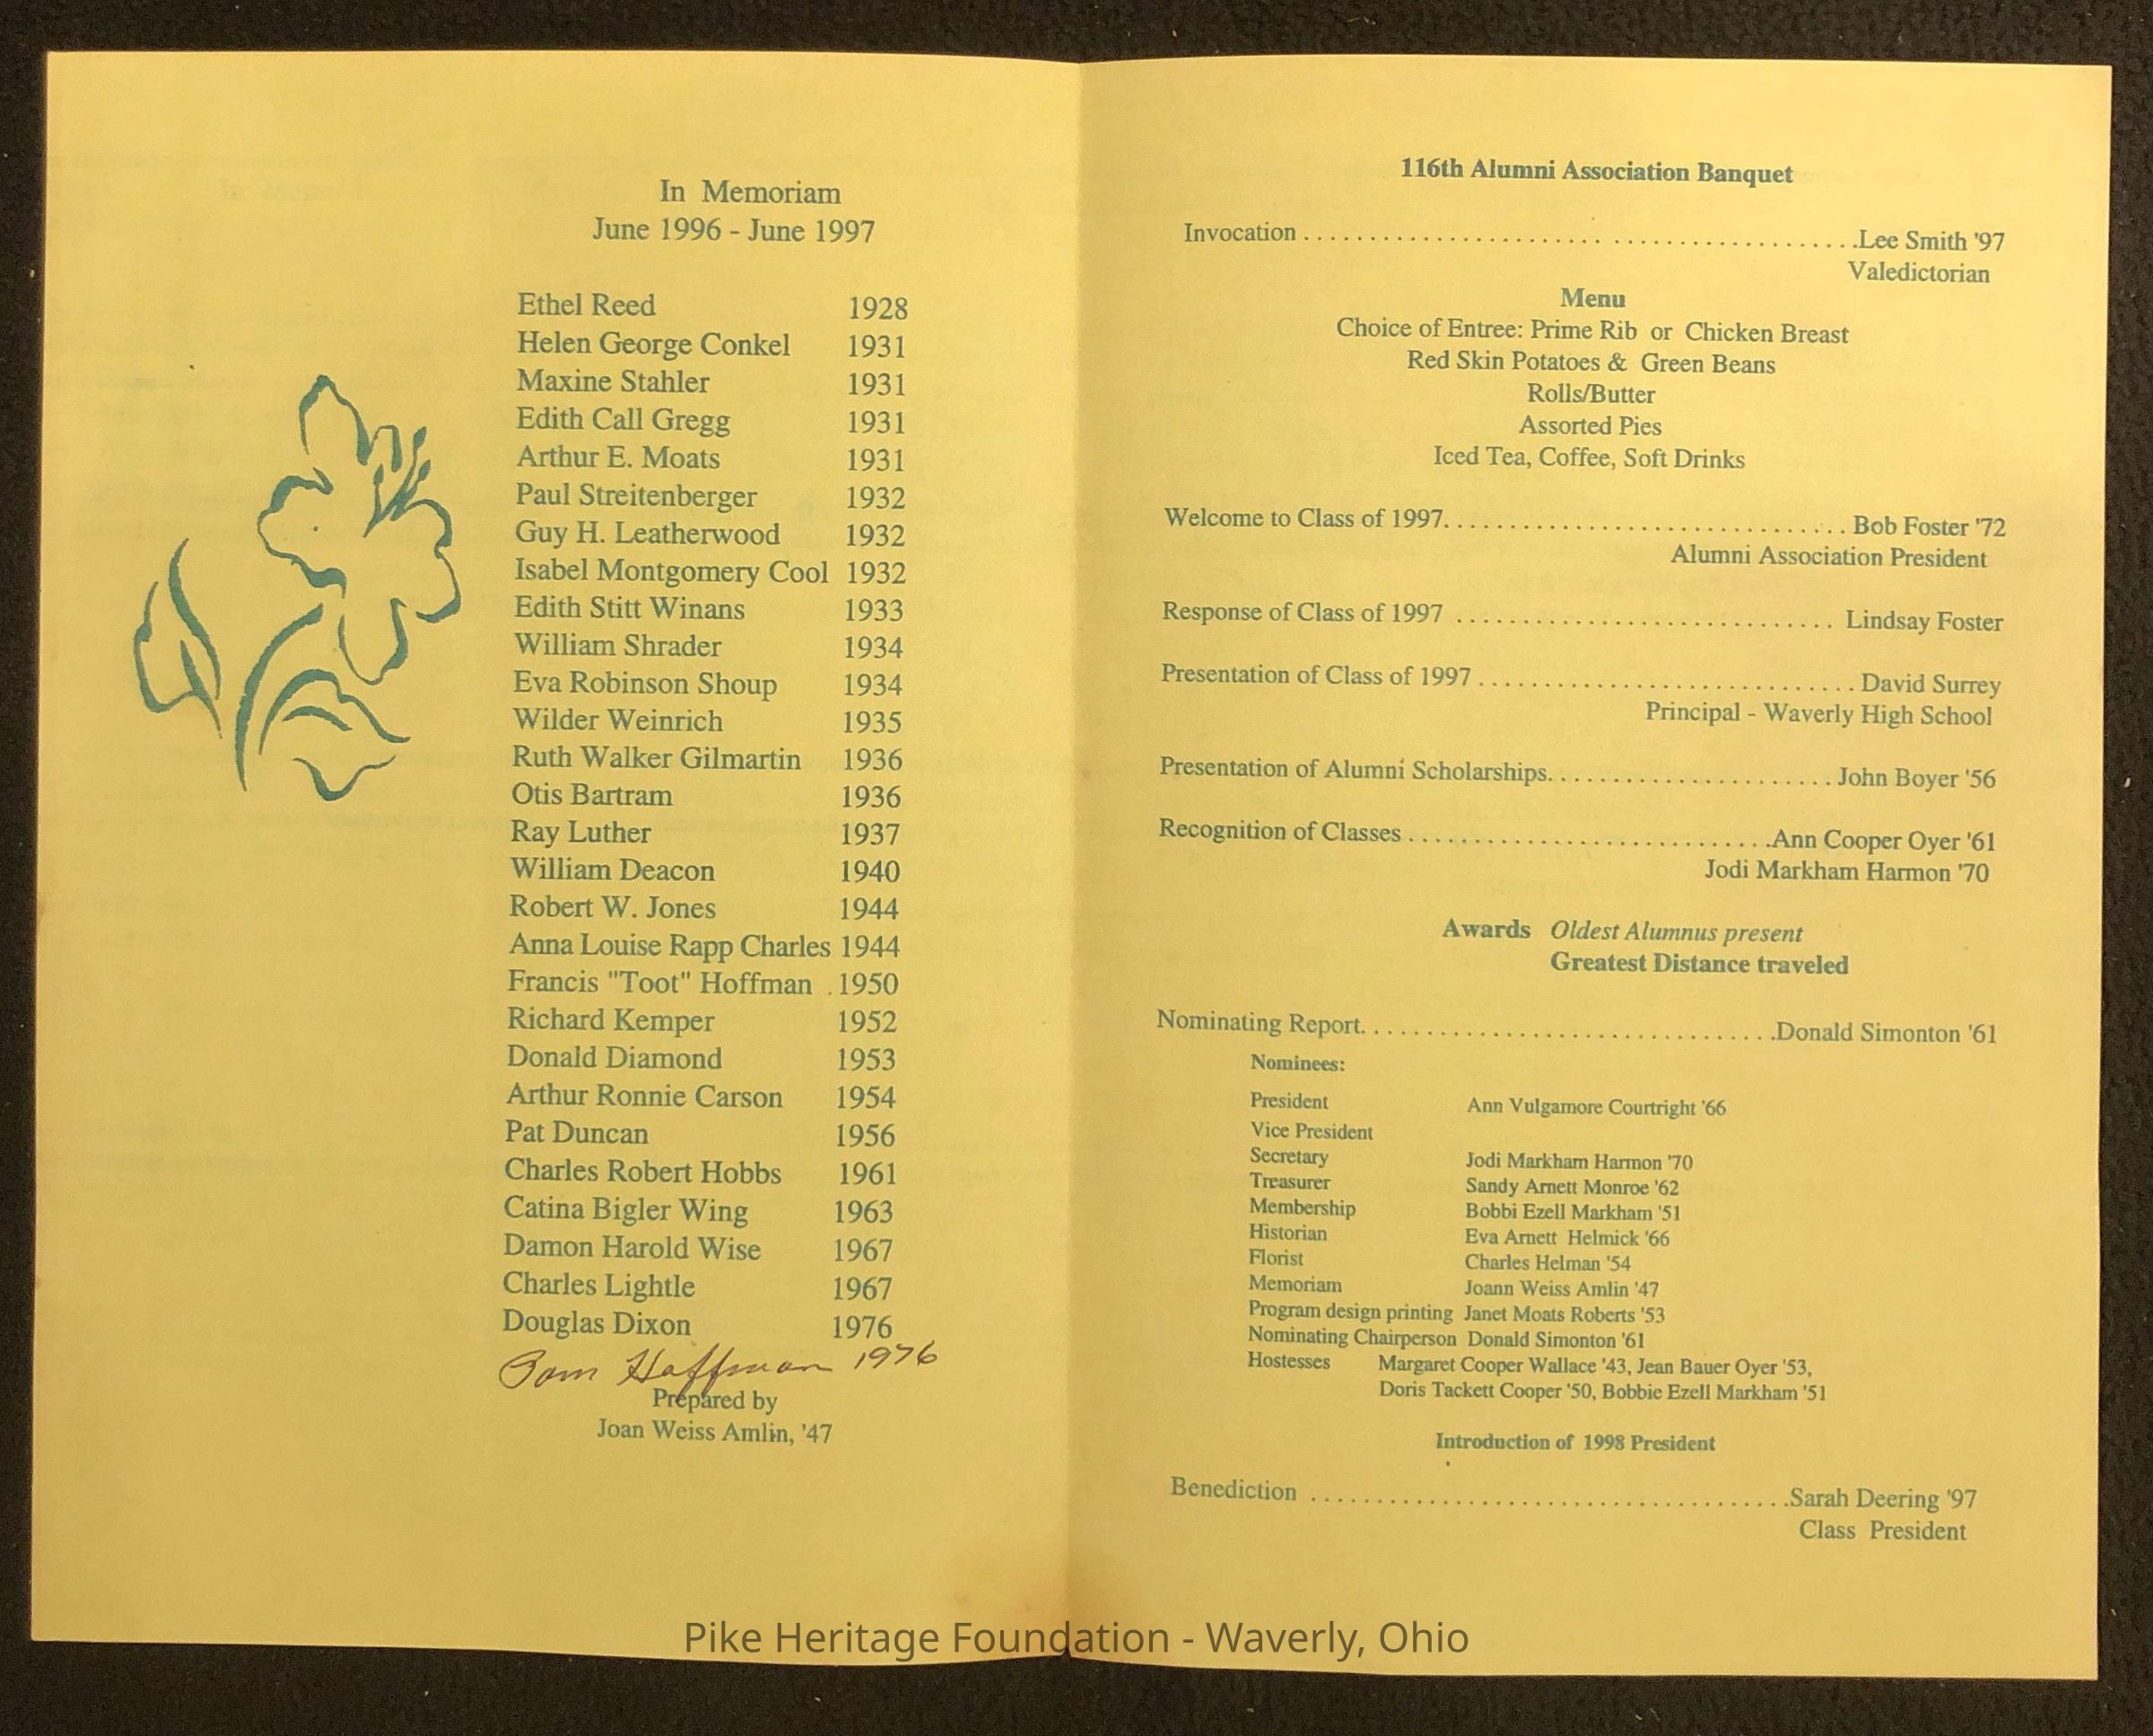 In Memoriam
June 1996 - June 1997
Ethel Reed 1928
Helen George Conkel 1931
Maxine Stahler 1931
Edith Call Gregg 1931
Arthur E. Moats 1931
Paul Streitenberger 1932
Guy H. Leatherwood 1932
Isabel Montgomery Cool 1932
Edith Stitt Winans 1933
William Shrader 1934
Eva Robinson Shoup 1934
Wilder Weinrich 1935
Ruth Walker Gilmartin 1936
Otis Bartram 1936
Ray Luther 1937
William Deacon 1940
Robert W. Jones 1944
Anna Louise Rapp Charles 1944
Francis "Toot" Hoffman . 1950
Richard Kemper 1952
Donald Diamond 1953
Arthur Ronnie Carson 1954
Pat Duncan 1956
Charles Robert Hobbs 1961
Catina Bigler Wing 1963
Damon Harold Wise 1967
Charles Lightle 1967
Douglas Dixon 1976
Tom Hoffman 1976
Prepared by
Joan Weiss Amlin, '47
116th Alumni Association Banquet
Invocation ........................................ Lee Smith '97
Valedictorian
Menu
Choice of Entree: Prime Rib or Chicken Breast
Red Skin Potatoes & Green Beans
Rolls/Butter
Assorted Pies
Iced Tea, Coffee, Soft Drinks
Welcome to Class of 1997............................... Bob Foster '72
Alumni Association President
Response of Class of 1997 ............................. Lindsay Foster
Presentation of Class of 1997 ............................. David Surrey
Principal - Waverly High School
Presentation of Alumni Scholarships...................... John Boyer '56
Recognition of Classes ............................ Ann Cooper Oyer '61
Jodi Markham Harmon '70
Awards Oldest Alumnus present
Greatest Distance traveled
Nominating Report................................ Donald Simonton '61
Nominees:
President Ann Vulgamore Courtright '66
Vice President
Secretary Jodi Markham Harmon '70
Treasurer Sandy Arnett Monroe '62
Membership Bobbi Ezell Markham '51
Historian Eva Arnett Helmick '66
Florist Charles Helman '54
Memoriam Joann Weiss Amlin '47
Program design printing Janet Moats Roberts '53
Nominating Chairperson Donald Simonton '61
Hostesses Margaret Cooper Wallace '43, Jean Bauer Oyer '53,
Doris Tackett Cooper '50, Bobbie Ezell Markham '51
Introduction of 1998 President
Benediction ..................................... Sarah Deering '97
Class President
Pike Heritage Foundation - Waverly, Ohio